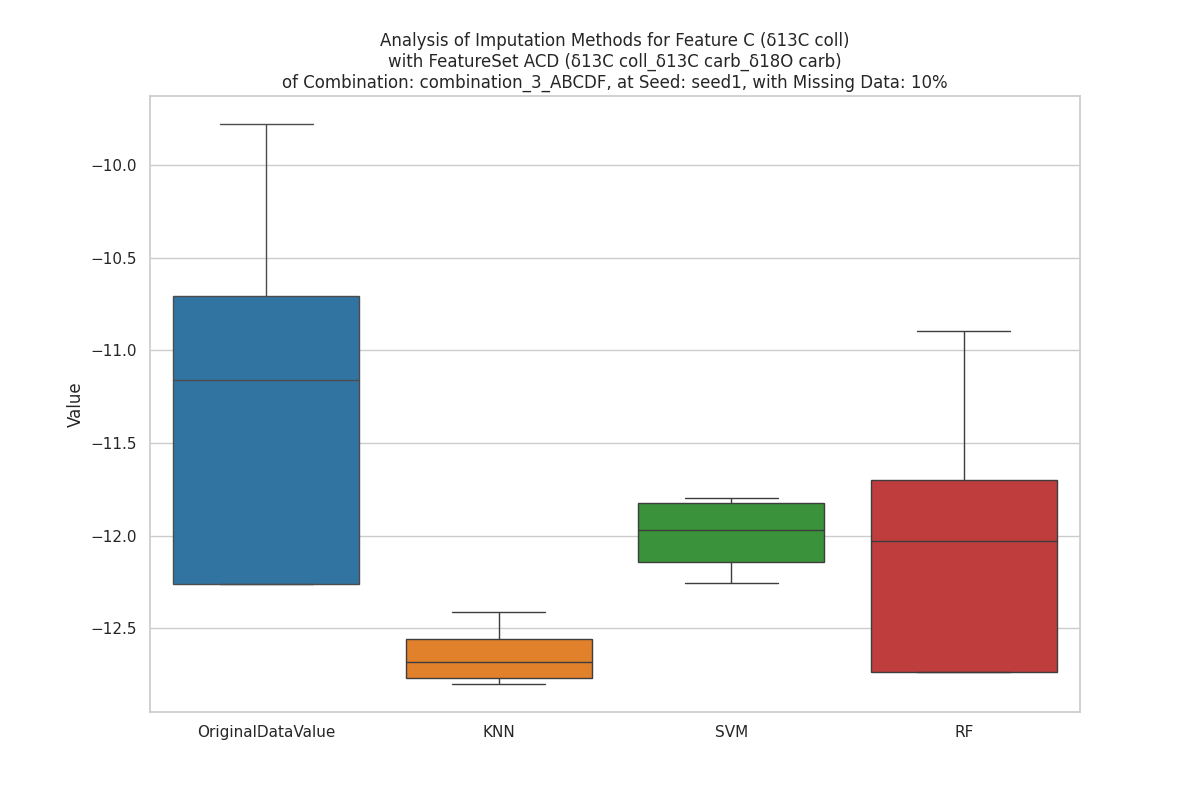 Analysis of Imputation Methods for Feature C (δ13C coll)
with FeatureSet ACD (δ13C coll_δ13C carb_δ18O carb)
of Combination: combination_3_ABCDF, at Seed: seed1, with Missing Data: 10%
Value
−10.0
−10.5
−11.0
−11.5
−12.0
−12.5
OriginalDataValue
KNN
SVM
RF